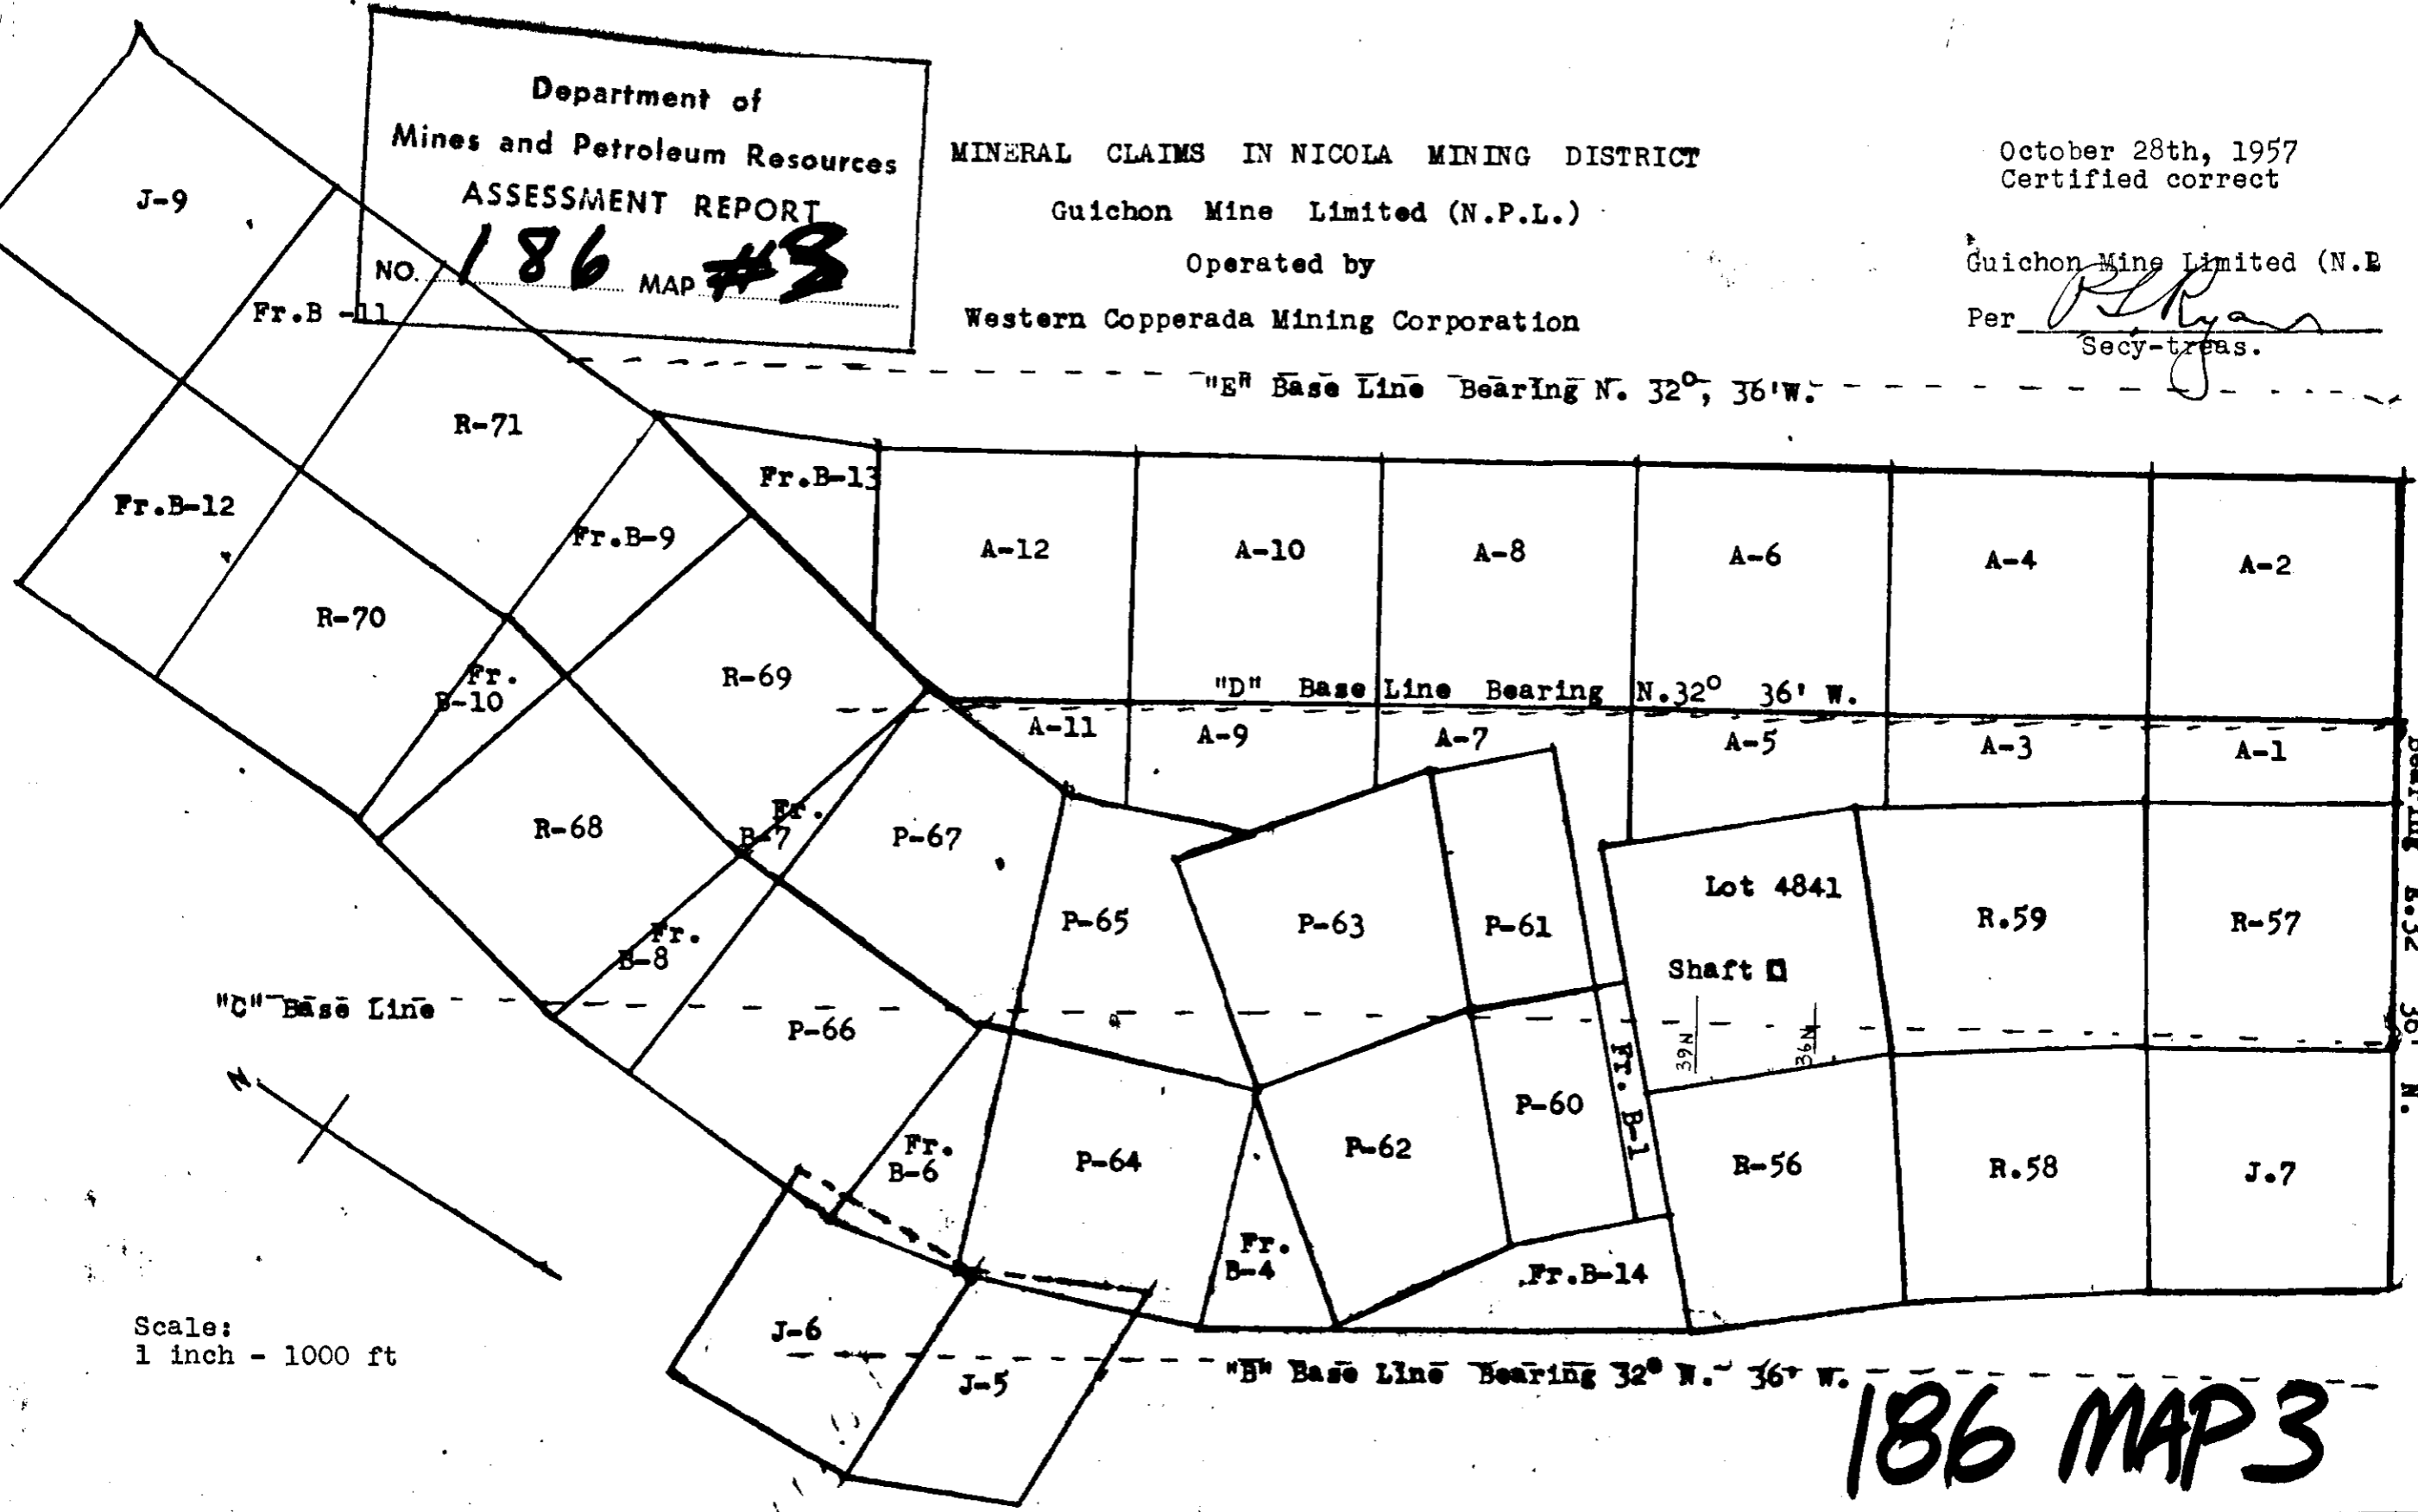 Department of
Mines and Petroleum Resources
ASSESSMENT REPORT
NO. 186 MAP #3
MINERAL CLAIMS IN NICOLA MINING DISTRICT
Guichon Mine Limited (N.P.L.)
Operated by
Western Copperada Mining Corporation
October 28th, 1957
Certified correct
Guichon Mine Limited (N.P
Per R L Ryan
Secy-treas.
"E" Base Line Bearing N. 32°, 36'W.
J-9
Fr.B -11
R-71
Fr.B-13
Fr.B-12
Fr.B-9
A-12
A-10
A-8
A-6
A-4
A-2
R-70
Fr.
B-10
R-69
"D" Base Line Bearing N.32° 36' W.
A-11
A-9
A-7
A-5
A-3
A-1
R-68
Fr.
B-7
P-67
P-65
P-63
P-61
Lot 4841
Shaft
R.59
R-57
Bearing E.32 36' N.
Fr.
B-8
"C" Base Line
P-66
39N
36N
N
Fr.
B-6
P-64
P-62
P-60
Fr. B-1
R-56
R.58
J.7
Fr.
B-4
Fr.B-14
Scale:
1 inch - 1000 ft
J-6
J-5
"B" Base Line Bearing 32° N. 36' W.
186 MAP 3